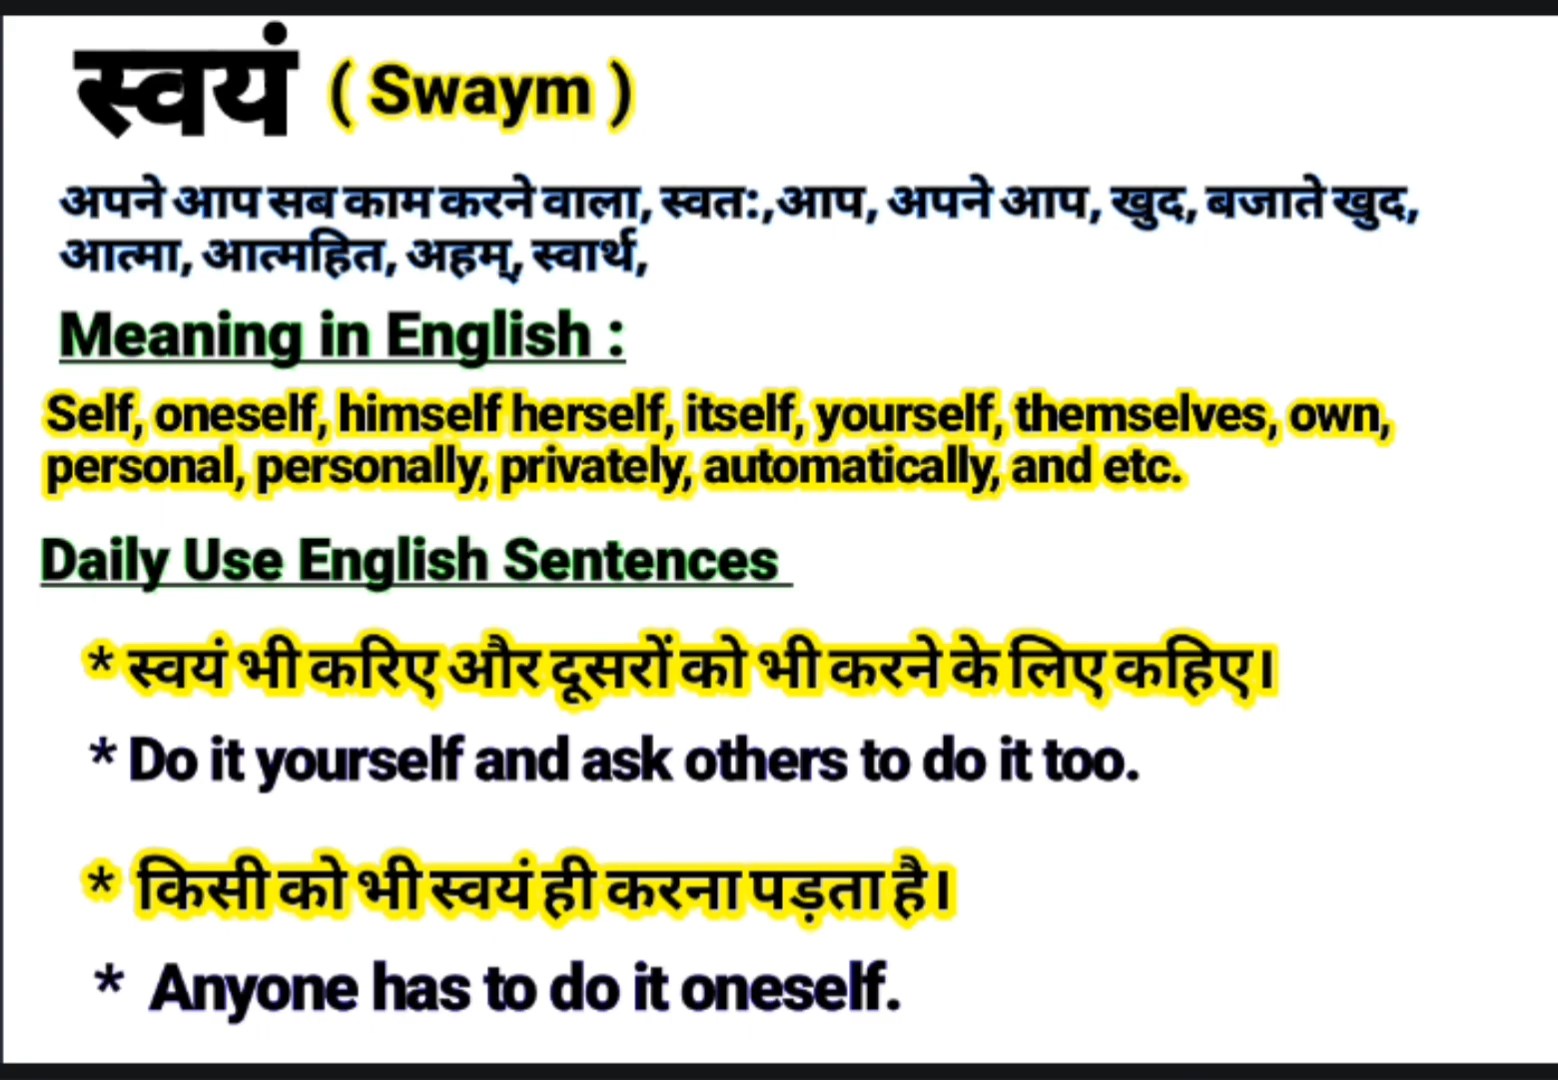 स्वयं ( Swaym )
अपने आप सब काम करने वाला, स्वत:,आप, अपने आप, खुद, बजाते खुद,
आत्मा, आत्महित, अहम्, स्वार्थ,
Meaning in English :
Self, oneself, himself herself, itself, yourself, themselves, own,
personal, personally, privately, automatically, and etc.
Daily Use English Sentences
* स्वयं भी करिए और दूसरों को भी करने के लिए कहिए।
* Do it yourself and ask others to do it too.
* किसी को भी स्वयं ही करना पड़ता है।
* Anyone has to do it oneself.